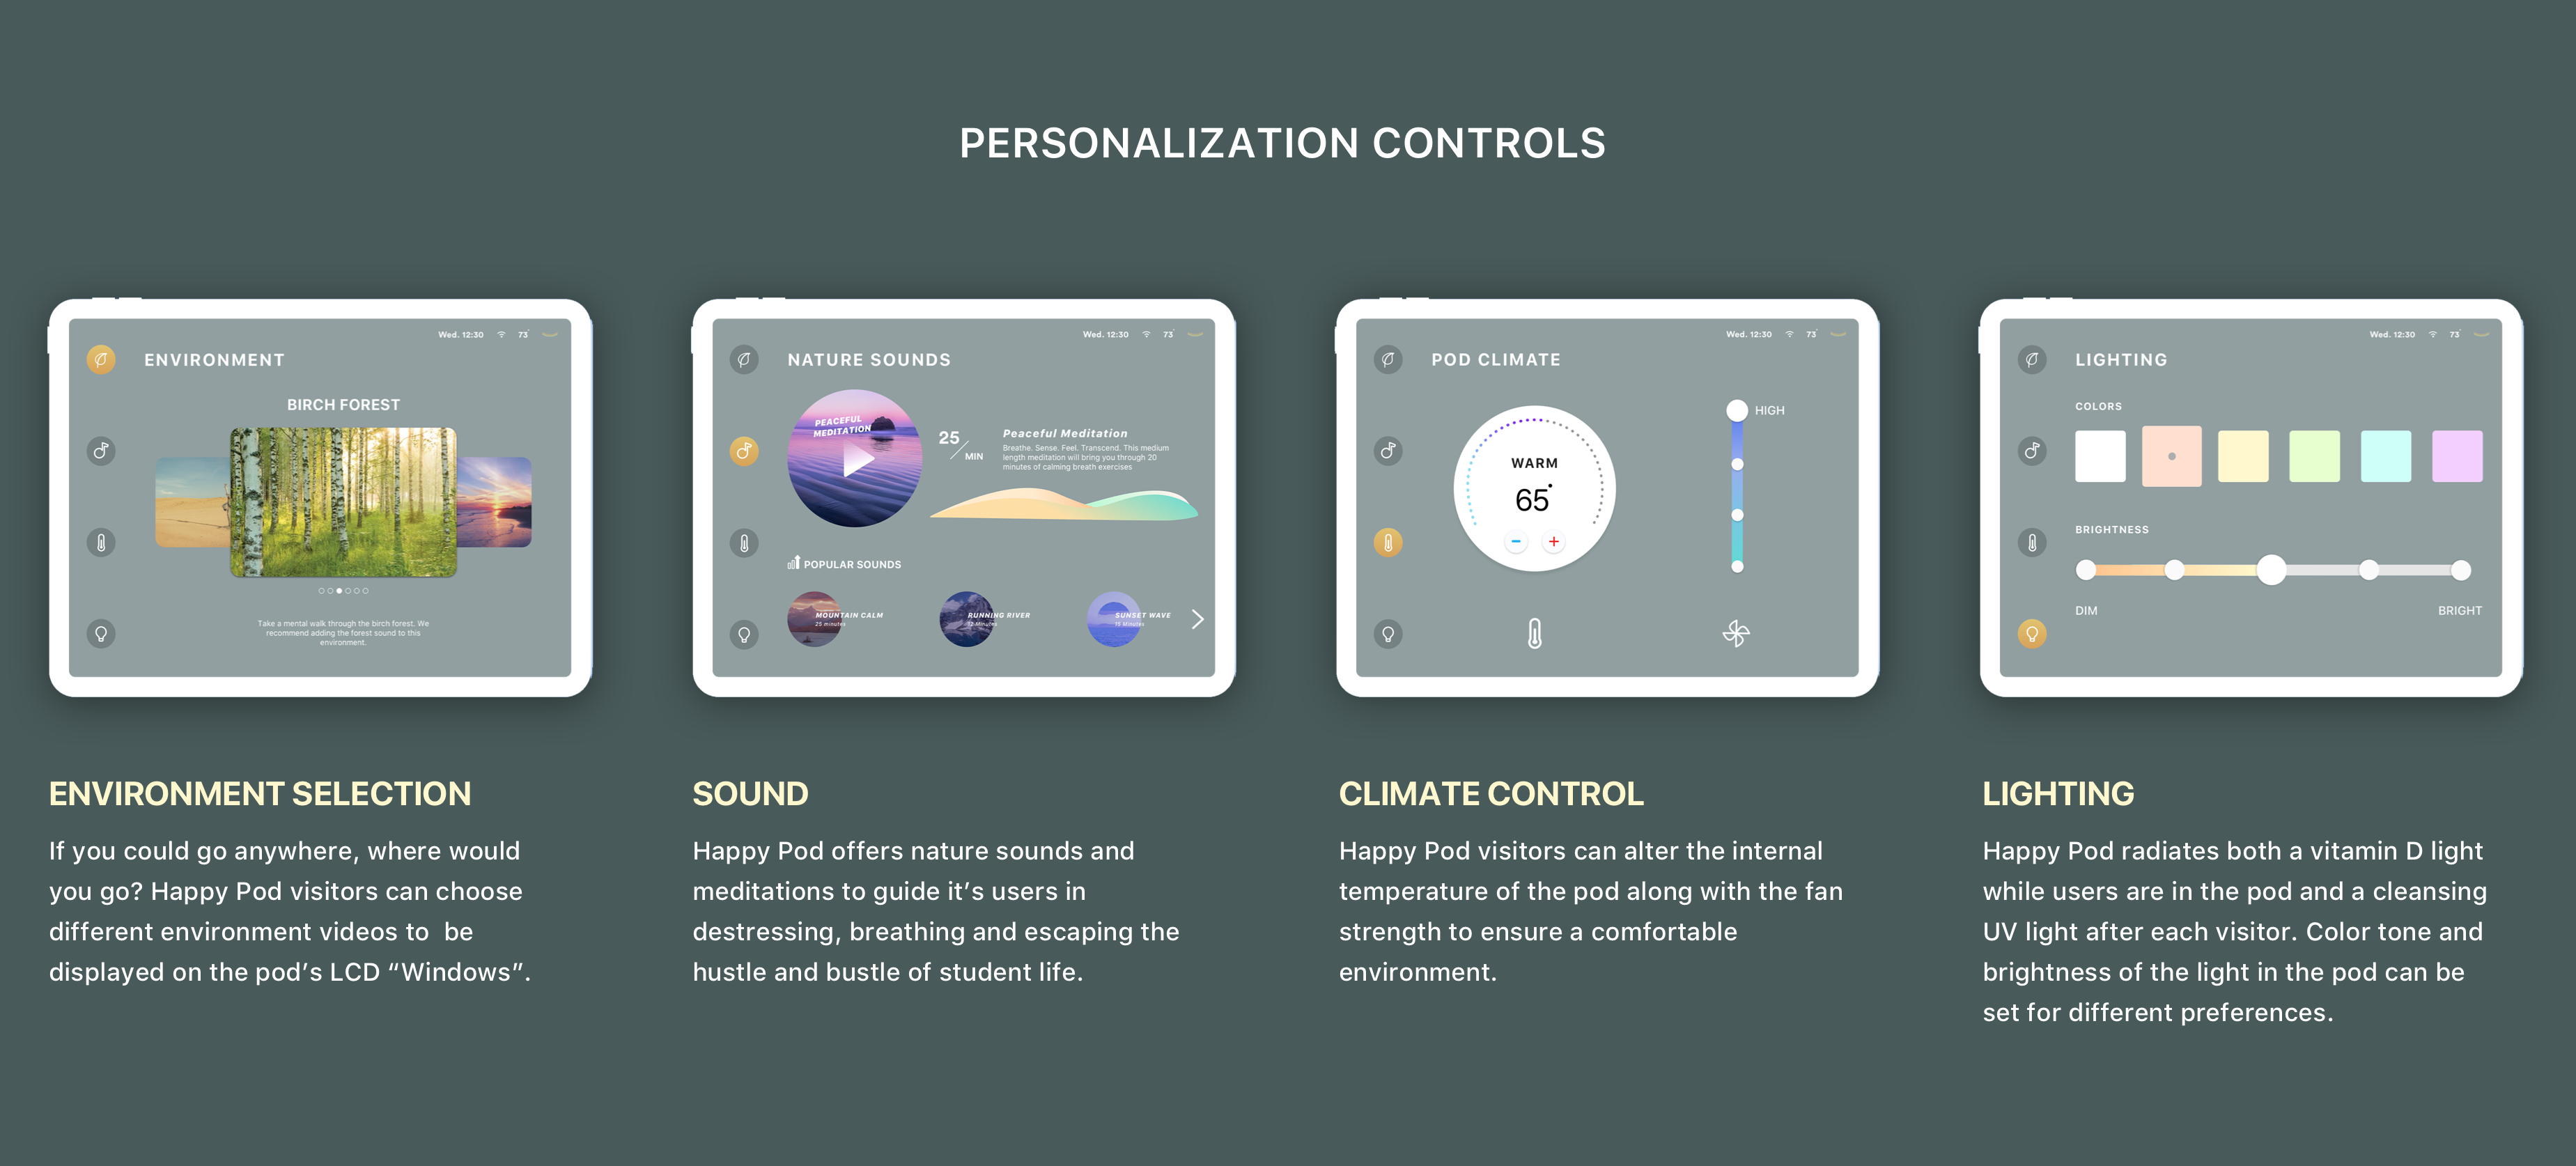 PERSONALIZATION CONTROLS
Wed. 12:30 73°
ENVIRONMENT
BIRCH FOREST
Take a mental walk through the birch forest. We
recommend adding the forest sound to this
environment.
Wed. 12:30 73°
NATURE SOUNDS
PEACEFUL
MEDITATION
25
MIN
Peaceful Meditation
Breathe. Sense. Feel. Transcend. This medium
length meditation will bring you through 20
minutes of calming breath exercises
POPULAR SOUNDS
MOUNTAIN CALM
25 minutes
RUNNING RIVER
12 Minutes
SUNSET WAVE
15 Minutes
Wed. 12:30 73°
POD CLIMATE
WARM
65°
HIGH
Wed. 12:30 73°
LIGHTING
COLORS
BRIGHTNESS
DIM
BRIGHT
ENVIRONMENT SELECTION
If you could go anywhere, where would
you go? Happy Pod visitors can choose
different environment videos to  be
displayed on the pod’s LCD “Windows”.
SOUND
Happy Pod offers nature sounds and
meditations to guide it’s users in
destressing, breathing and escaping the
hustle and bustle of student life.
CLIMATE CONTROL
Happy Pod visitors can alter the internal
temperature of the pod along with the fan
strength to ensure a comfortable
environment.
LIGHTING
Happy Pod radiates both a vitamin D light
while users are in the pod and a cleansing
UV light after each visitor. Color tone and
brightness of the light in the pod can be
set for different preferences.